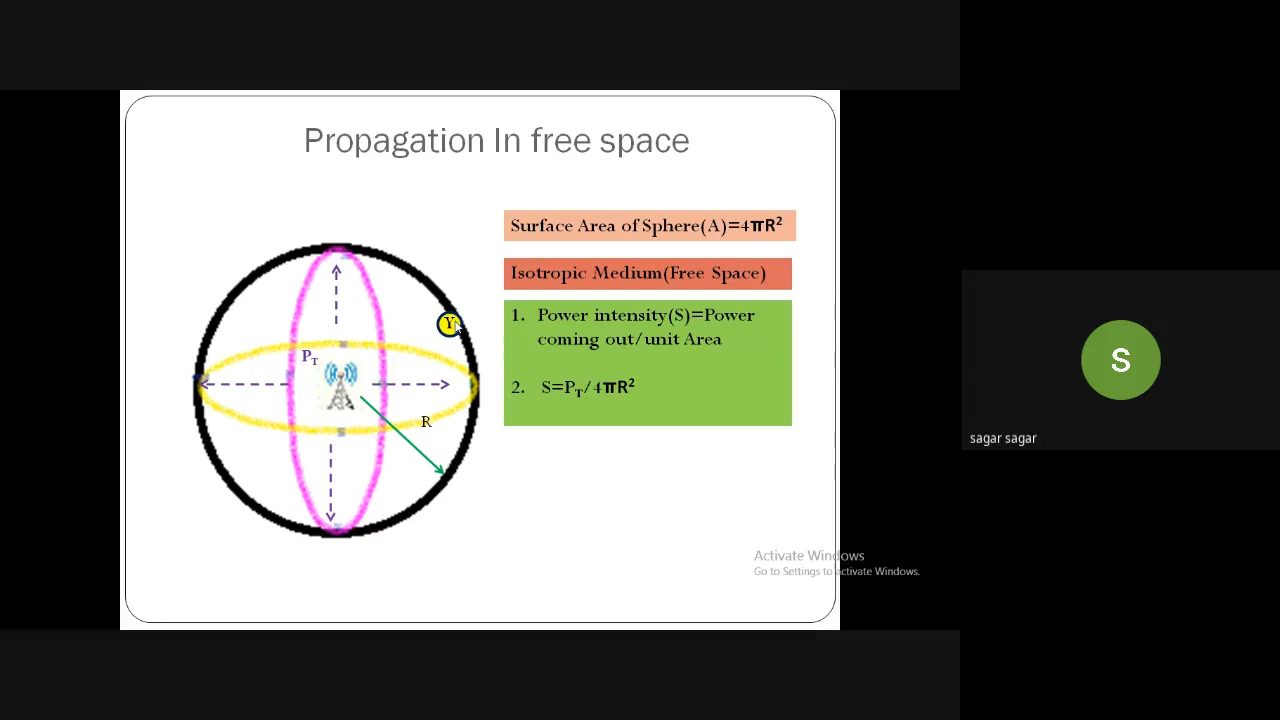 Propagation In free space
Surface Area of Sphere(A)=4πR²
Isotropic Medium(Free Space)
1. Power intensity(S)=Power
coming out/unit Area
2. S=P_T/4πR²
Y
P_T
R
S
sagar sagar
Activate Windows
Go to Settings to activate Windows.